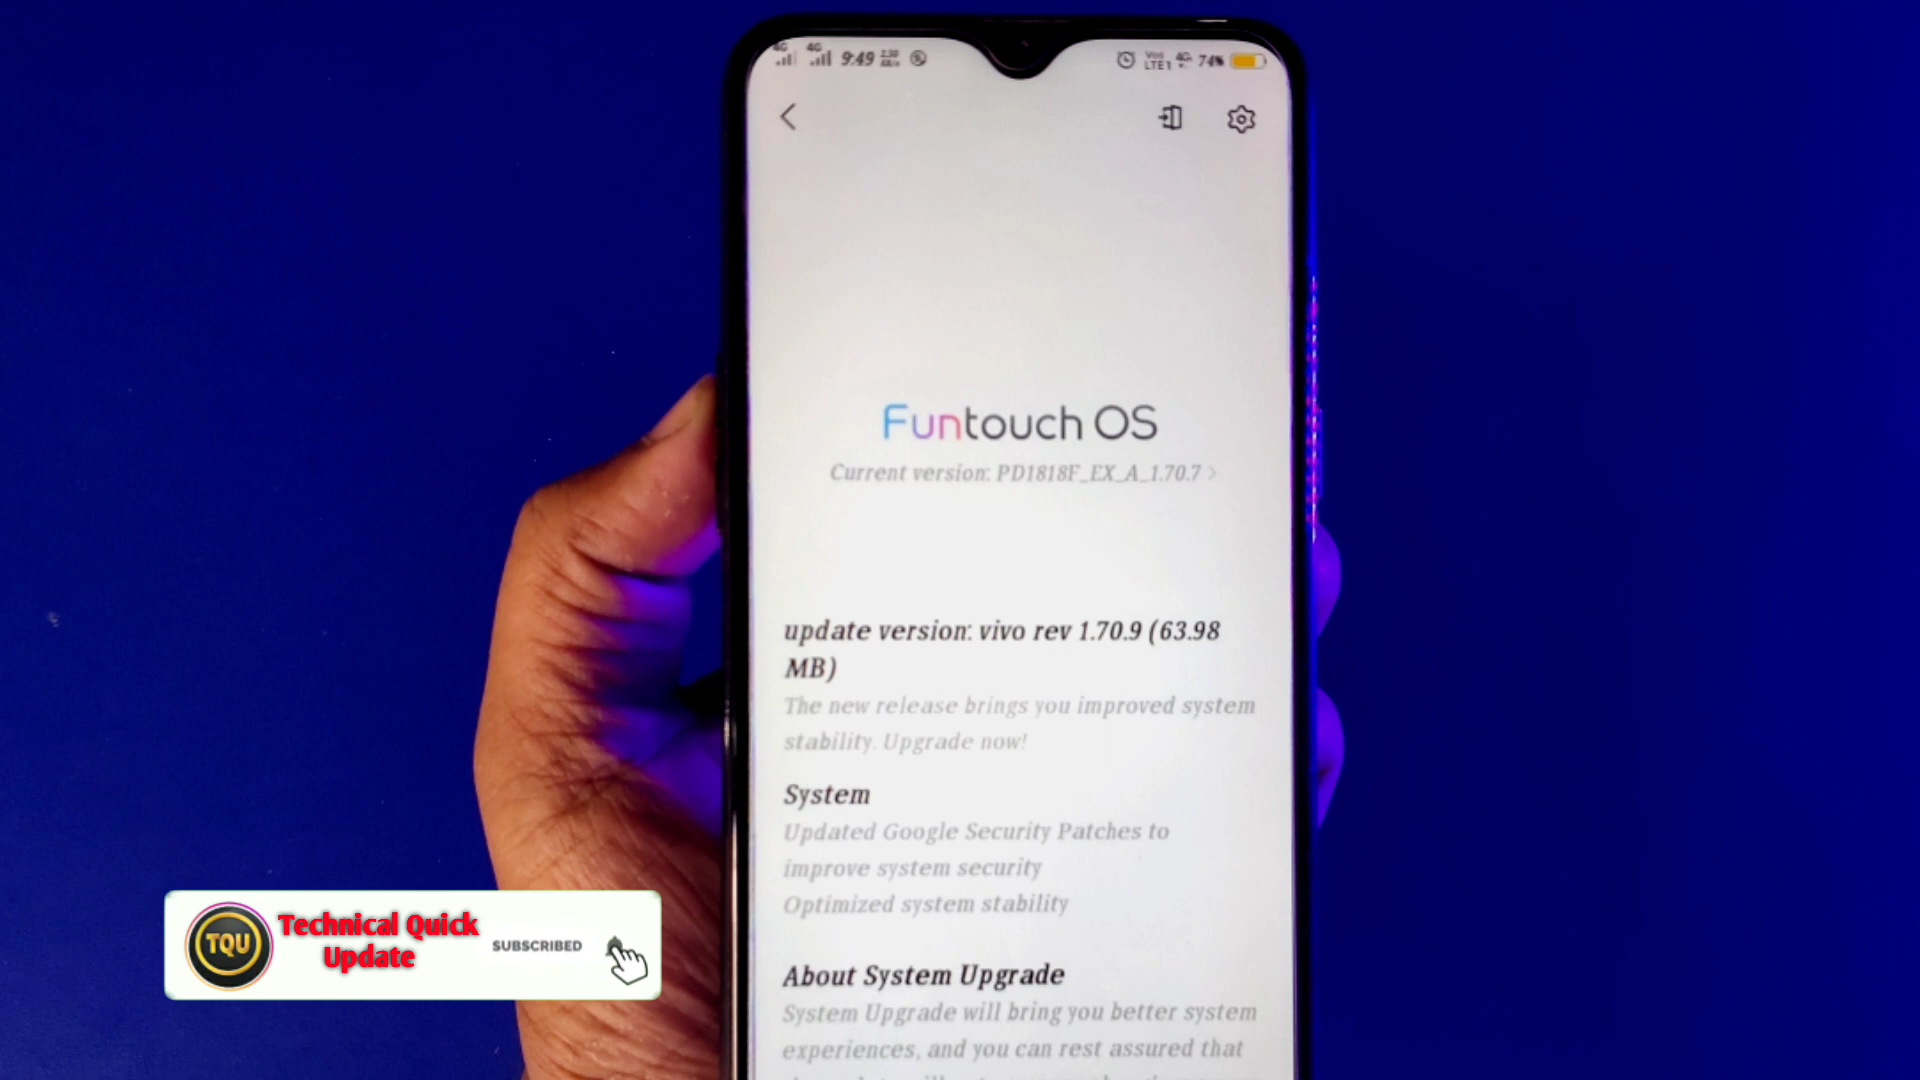 4G 4G 9:49 74%
Funtouch OS
Current version: PD1818F_EX_A_1.70.7 >
update version: vivo rev 1.70.9 (63.98
MB)
The new release brings you improved system
stability. Upgrade now!
System
Updated Google Security Patches to
improve system security
Optimized system stability
About System Upgrade
System Upgrade will bring you better system
experiences, and you can rest assured that
TQU
Technical Quick
Update
SUBSCRIBED